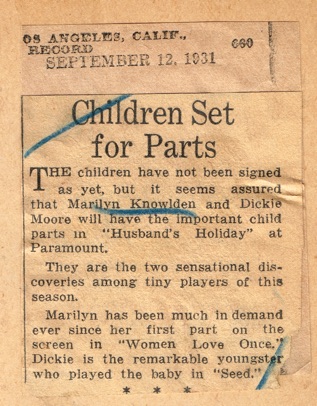 OS ANGELES, CALIF.,
RECORD
660
SEPTEMBER 12, 1931
Children Set
for Parts
THE children have not been signed
as yet, but it seems assured
that Marilyn Knowlden and Dickie
Moore will have the important child
parts in "Husband's Holiday" at
Paramount.
They are the two sensational dis-
coveries among tiny players of this
season.
Marilyn has been much in demand
ever since her first part on the
screen in "Women Love Once."
Dickie is the remarkable youngster
who played the baby in "Seed."
* * *